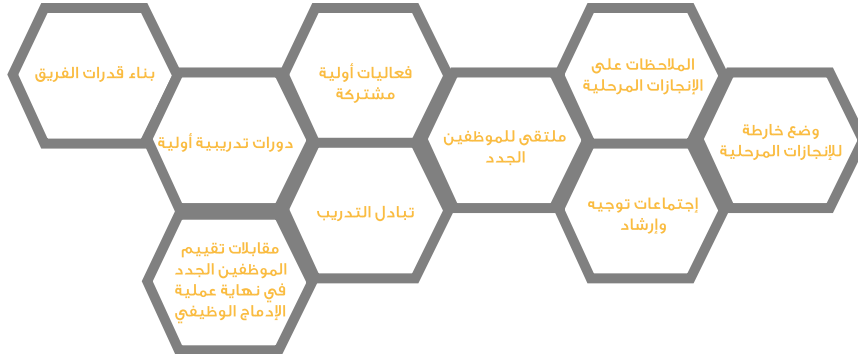 وضع خارطة
للإنجازات المرحلية
الملاحظات على
الإنجازات المرحلية
إجتماعات توجيه
وإرشاد
ملتقى للموظفين
الجدد
فعاليات أولية
مشتركة
تبادل التدريب
دورات تدريبية أولية
مقابلات تقييم
الموظفين الجدد
في نهاية عملية
الإدماج الوظيفي
بناء قدرات الفريق